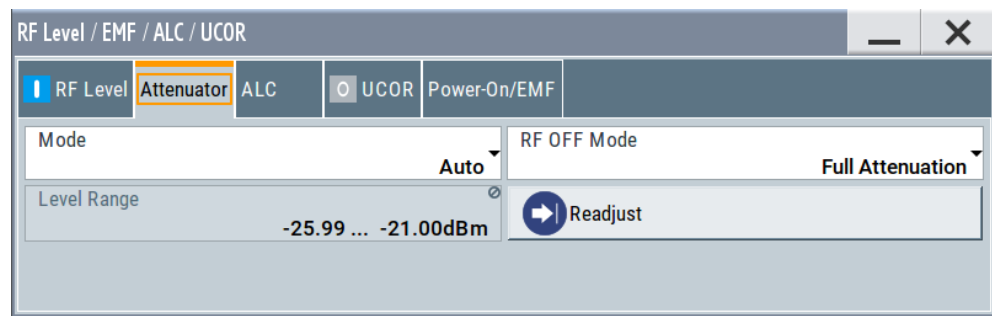 RF Level / EMF / ALC / UCOR
I RF Level Attenuator ALC O UCOR Power-On/EMF
Mode
Auto
RF OFF Mode
Full Attenuation
Level Range
-25.99 ... -21.00dBm
Readjust